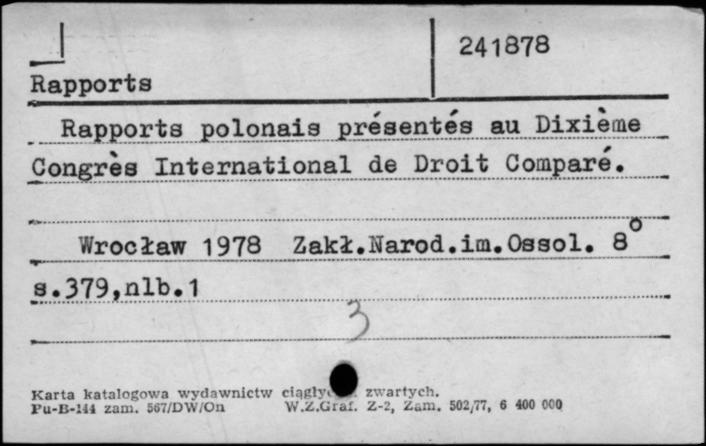 241878
Rapports
Rapports polonais présentés au Dixième
Congrès International de Droit Comparé.
Wrocław 1978 Zakł.Narod.im.Ossol. 8°
s.379,nlb.1
3
Karta katalogowa wydawnictw zwartych.
Pu-B-144 zam. 567/DW/On W.Z.Graf. Z-2, Zam. 502/77, 6 400 000